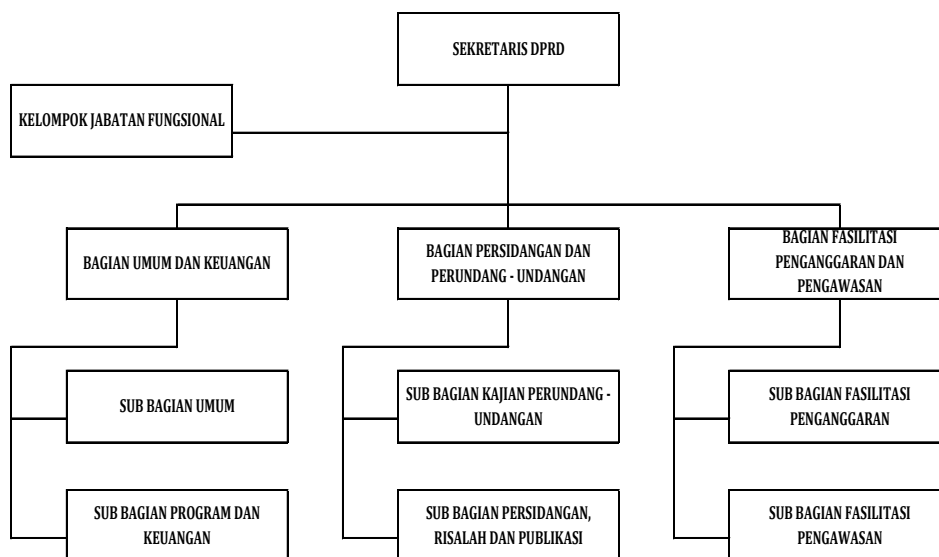 SEKRETARIS DPRD
KELOMPOK JABATAN FUNGSIONAL
BAGIAN UMUM DAN KEUANGAN
BAGIAN PERSIDANGAN DAN
PERUNDANG - UNDANGAN
BAGIAN FASILITASI
PENGANGGARAN DAN
PENGAWASAN
SUB BAGIAN UMUM
SUB BAGIAN KAJIAN PERUNDANG -
UNDANGAN
SUB BAGIAN FASILITASI
PENGANGGARAN
SUB BAGIAN PROGRAM DAN
KEUANGAN
SUB BAGIAN PERSIDANGAN,
RISALAH DAN PUBLIKASI
SUB BAGIAN FASILITASI
PENGAWASAN